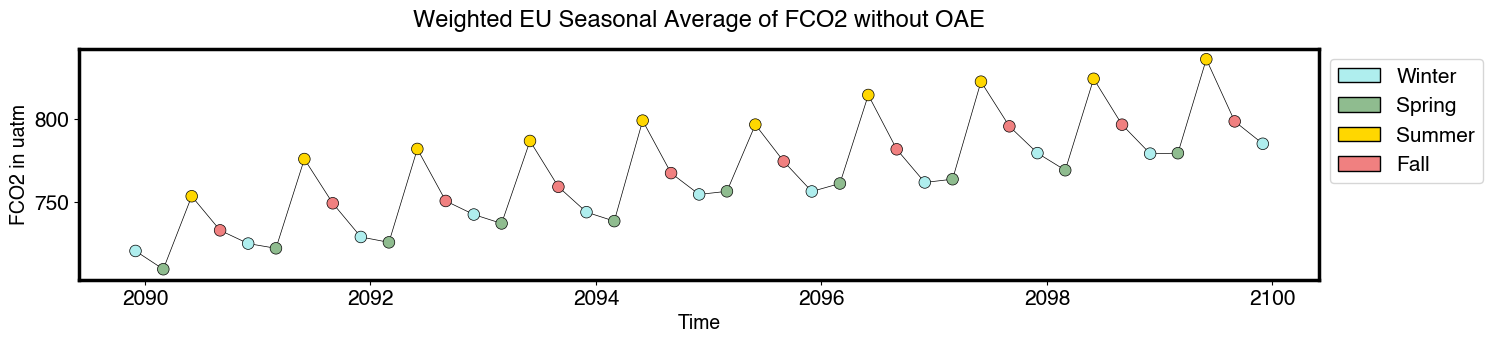 Weighted EU Seasonal Average of FCO2 without OAE
FCO2 in uatm
800
750
2090 2092 2094 2096 2098 2100
Time
Winter
Spring
Summer
Fall